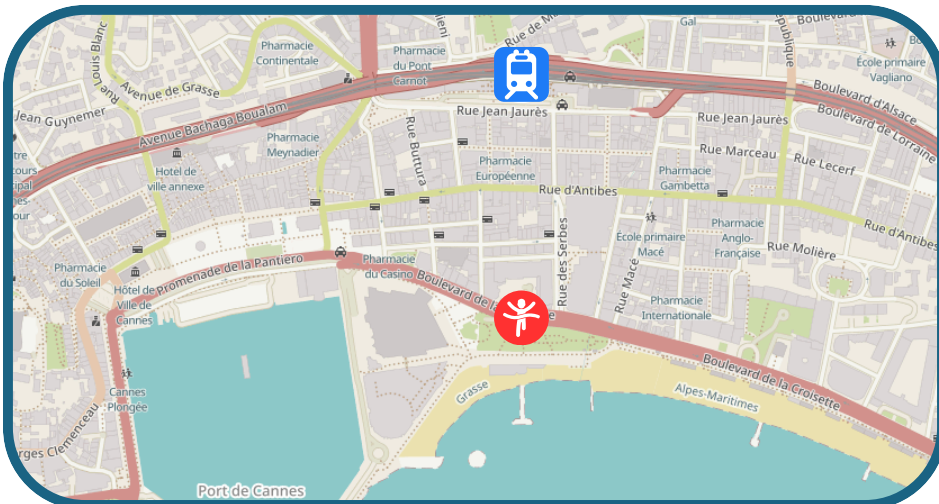 Rue Louis Blanc
Pharmacie
Continentale
Avenue de Grasse
Jean Guynemer
Avenue Bachaga Boualam
Pharmacie
du Pont
Carnot
Rue de
Gal
Boulevard
École primaire
Vagliano
Boulevard d'Alsace
Boulevard de Lorraine
Rue Jean Jaurès
Rue Jean Jaurès
Pharmacie
Meynadier
Rue Buttura
Hotel de
ville annexe
Pharmacie
Européenne
Rue Marceau
Rue Lecerf
Pharmacie
Gambetta
Rue d'Antibes
Rue d'Antibes
Rue des Serbes
École primaire
Macé
Pharmacie
Anglo-
Française
Rue Molière
Rue Macé
Promenade de la Pantiero
Pharmacie
du Soleil
Pharmacie
du Casino
Boulevard de la
Hôtel de
Ville de
Cannes
Pharmacie
Internationale
Boulevard de la Croisette
Cannes
Plongée
Grasse
Alpes-Maritimes
rges Clemenceau
Port de Cannes